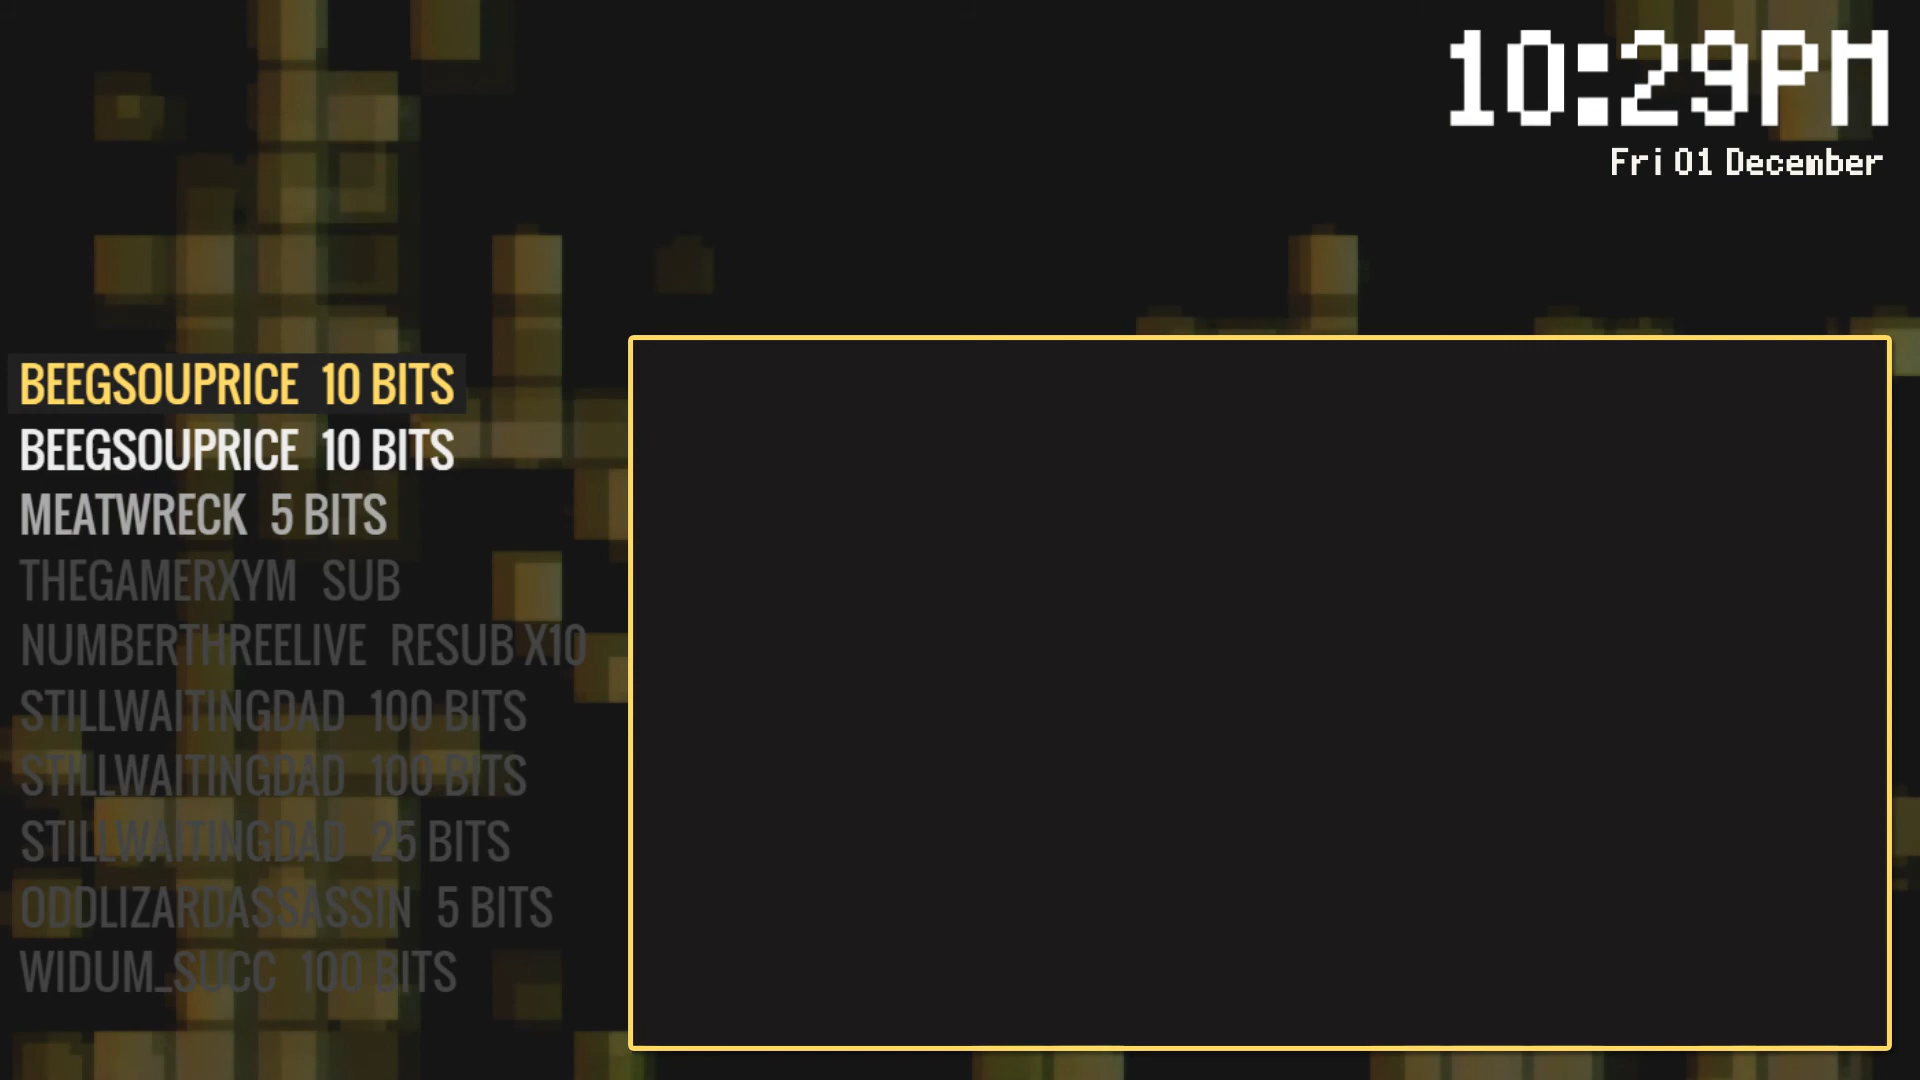 10:29PM
Fri 01 December
BEEGSOUPRICE 10 BITS
BEEGSOUPRICE 10 BITS
MEATWRECK 5 BITS
THEGAMERXYM SUB
NUMBERTHREELIVE RESUB X10
STILLWAITINGDAD 100 BITS
STILLWAITINGDAD 100 BITS
STILLWAITINGDAD 25 BITS
ODDLIZARDASSASSIN 5 BITS
WIDUM_SUCC 100 BITS